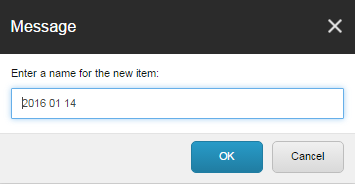 Message
Enter a name for the new item:
2016 01 14
OK
Cancel